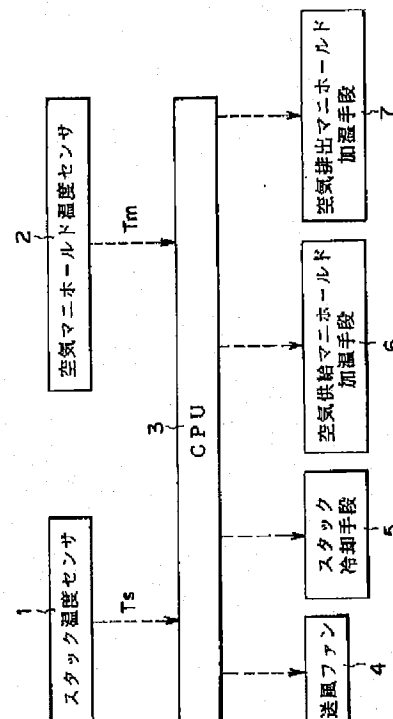 1
スタック温度センサ
2
空気マニホールド温度センサ
Ts
Tm
3
CPU
送風ファン
4
スタック
冷却手段
5
空気供給マニホールド
加温手段
6
空気排出マニホールド
加温手段
7